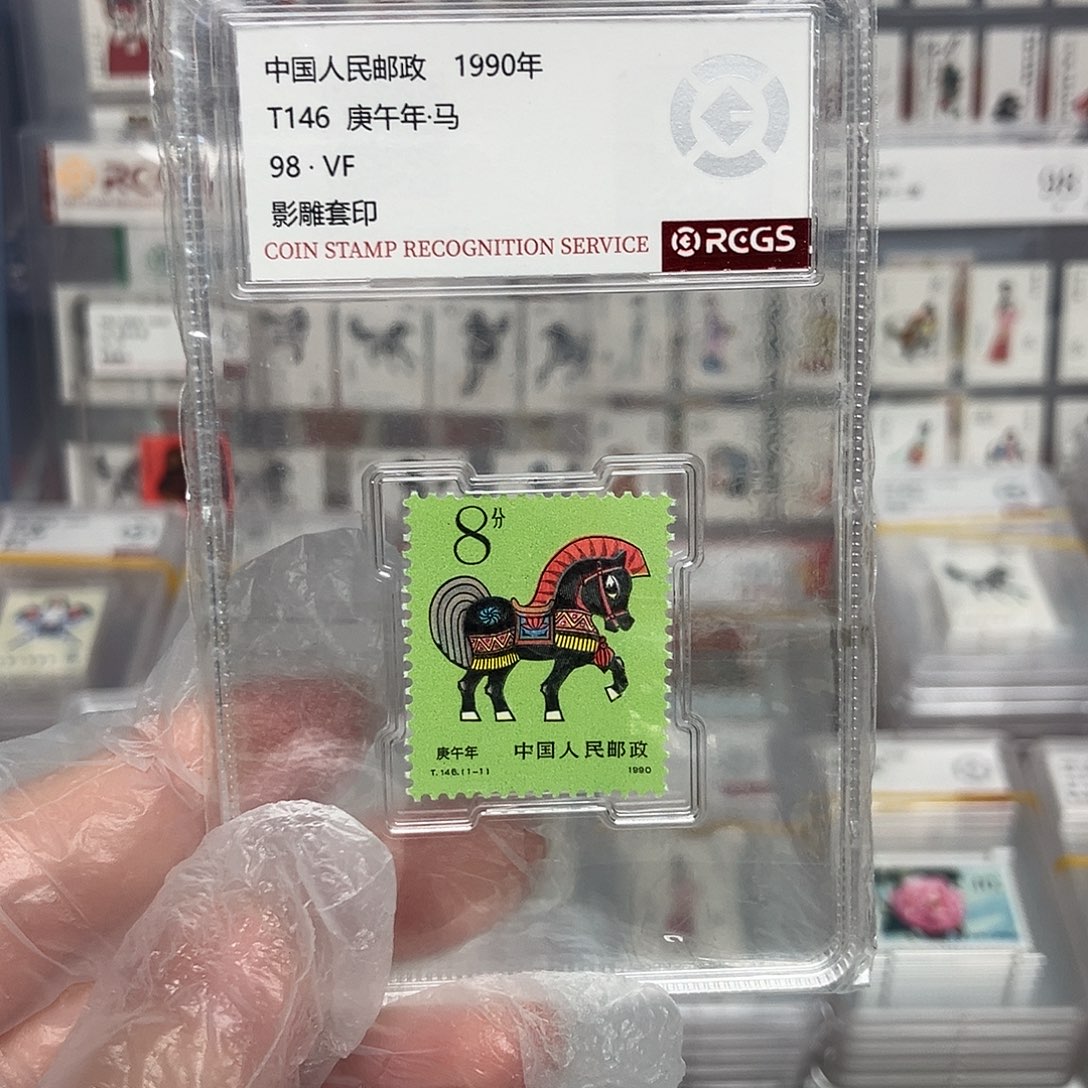 中国人民邮政 1990年
T146 庚午年·马
98·VF
影雕套印
COIN STAMP RECOGNITION SERVICE RCGS
8分
庚午年 中国人民邮政
T.146.(1-1) 1990